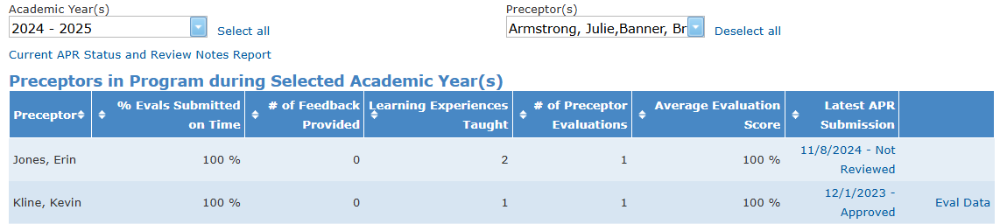 Academic Year(s) Preceptor(s)
2024 - 2025 Select all Armstrong, Julie,Banner, Br Deselect all
Current APR Status and Review Notes Report
Preceptors in Program during Selected Academic Year(s)
Preceptor % Evals Submitted on Time # of Feedback Provided Learning Experiences Taught # of Preceptor Evaluations Average Evaluation Score Latest APR Submission
Jones, Erin 100 % 0 2 1 100 % 11/8/2024 - Not Reviewed
Kline, Kevin 100 % 0 1 1 100 % 12/1/2023 - Approved Eval Data